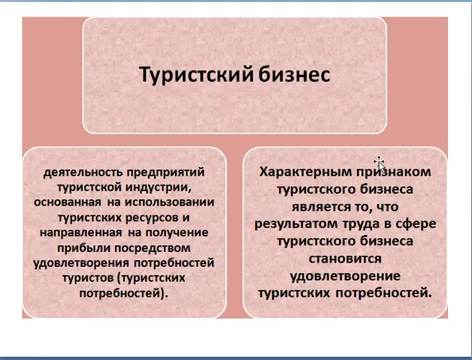 Туристский бизнес
деятельность предприятий
туристской индустрии,
основанная на использовании
туристских ресурсов и
направленная на получение
прибыли посредством
удовлетворения потребностей
туристов (туристских
потребностей).
Характерным признаком
туристского бизнеса
является то, что
результатом труда в сфере
туристского бизнеса
становится
удовлетворение
туристских потребностей.